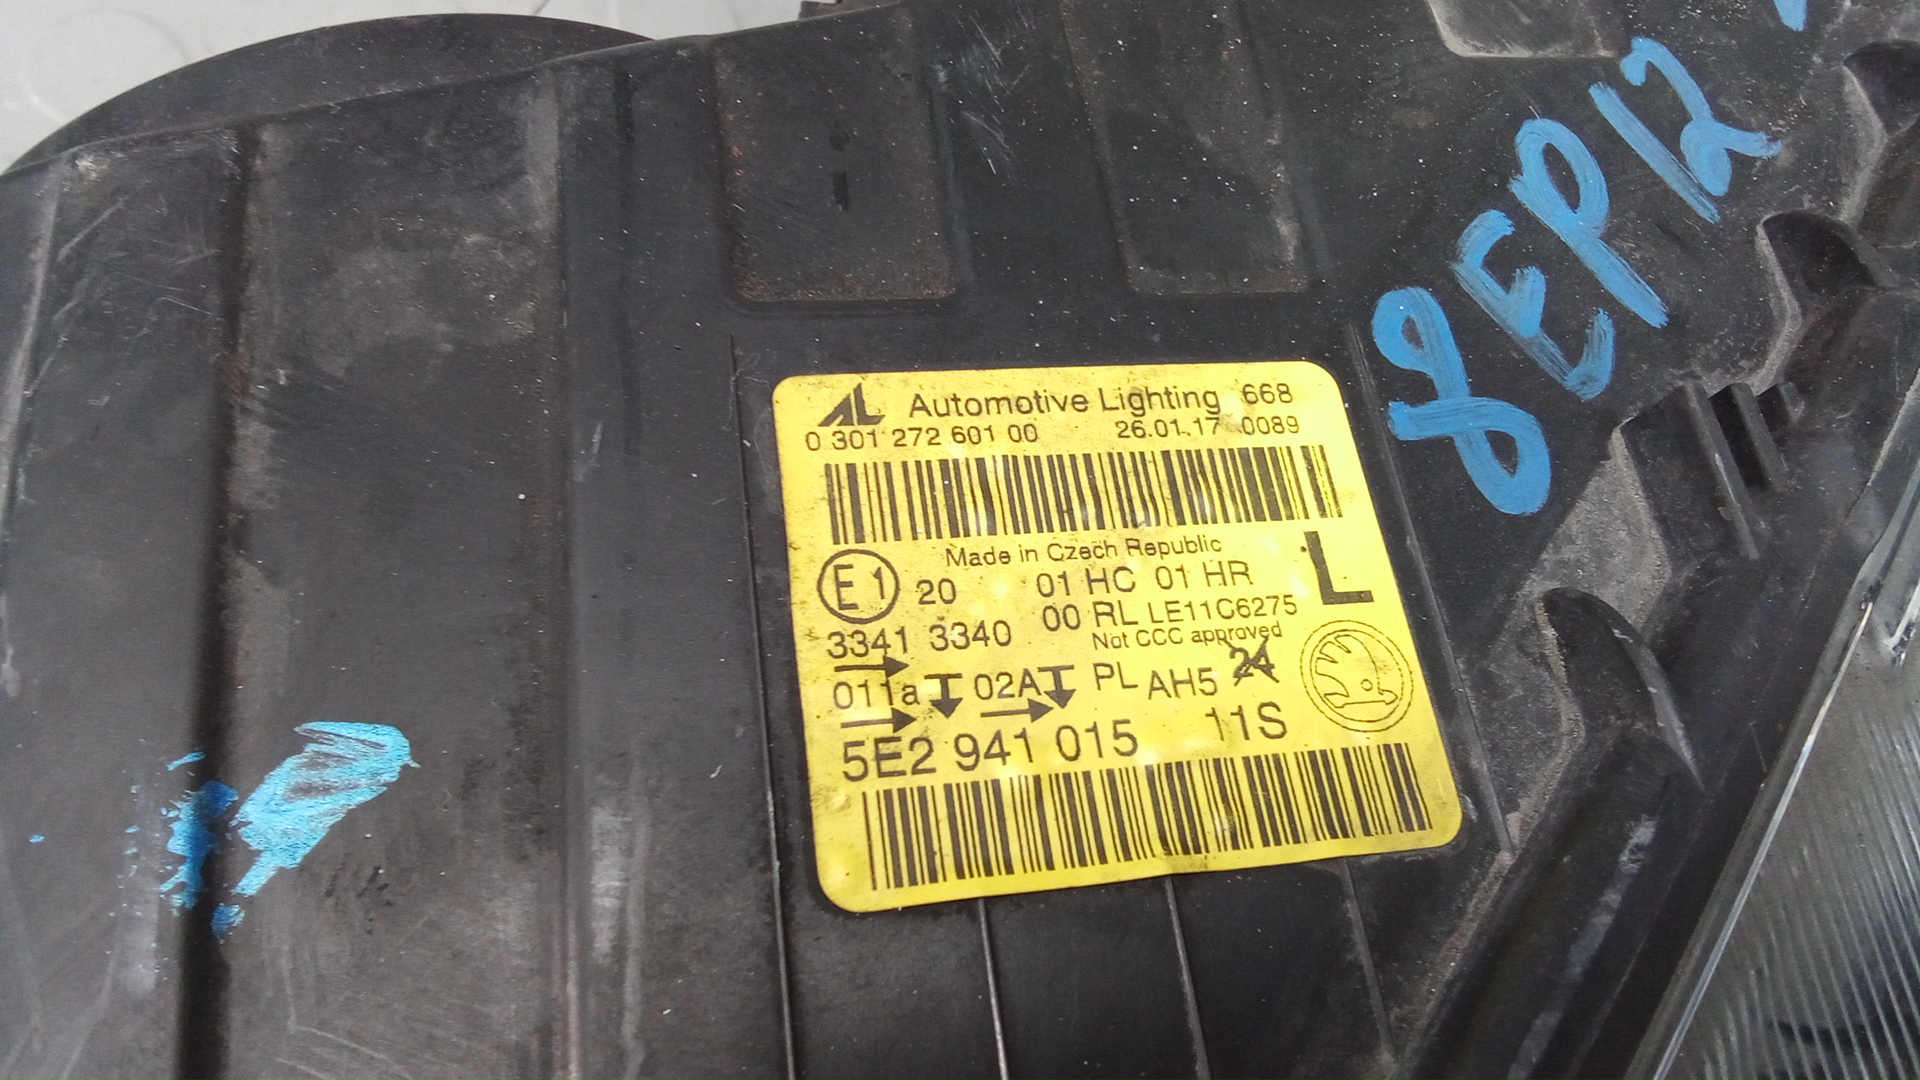 AL Automotive Lighting 668
0 301 272 601 00 26.01.17 0089
Made in Czech Republic
E1 20 01 HC 01 HR L
3341 3340 00 RL LE11C6275
Not CCC approved
011a 02A PL AH5 24
5E2 941 015 11S
8EP12